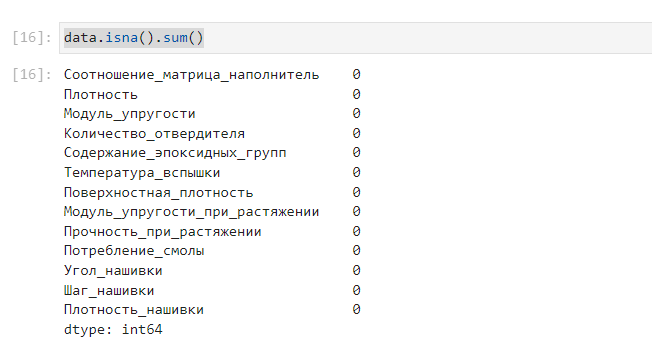 [16]: data.isna().sum()
[16]: Соотношение_матрица_наполнитель 0
Плотность 0
Модуль_упругости 0
Количество_отвердителя 0
Содержание_эпоксидных_групп 0
Температура_вспышки 0
Поверхностная_плотность 0
Модуль_упругости_при_растяжении 0
Прочность_при_растяжении 0
Потребление_смолы 0
Угол_нашивки 0
Шаг_нашивки 0
Плотность_нашивки 0
dtype: int64